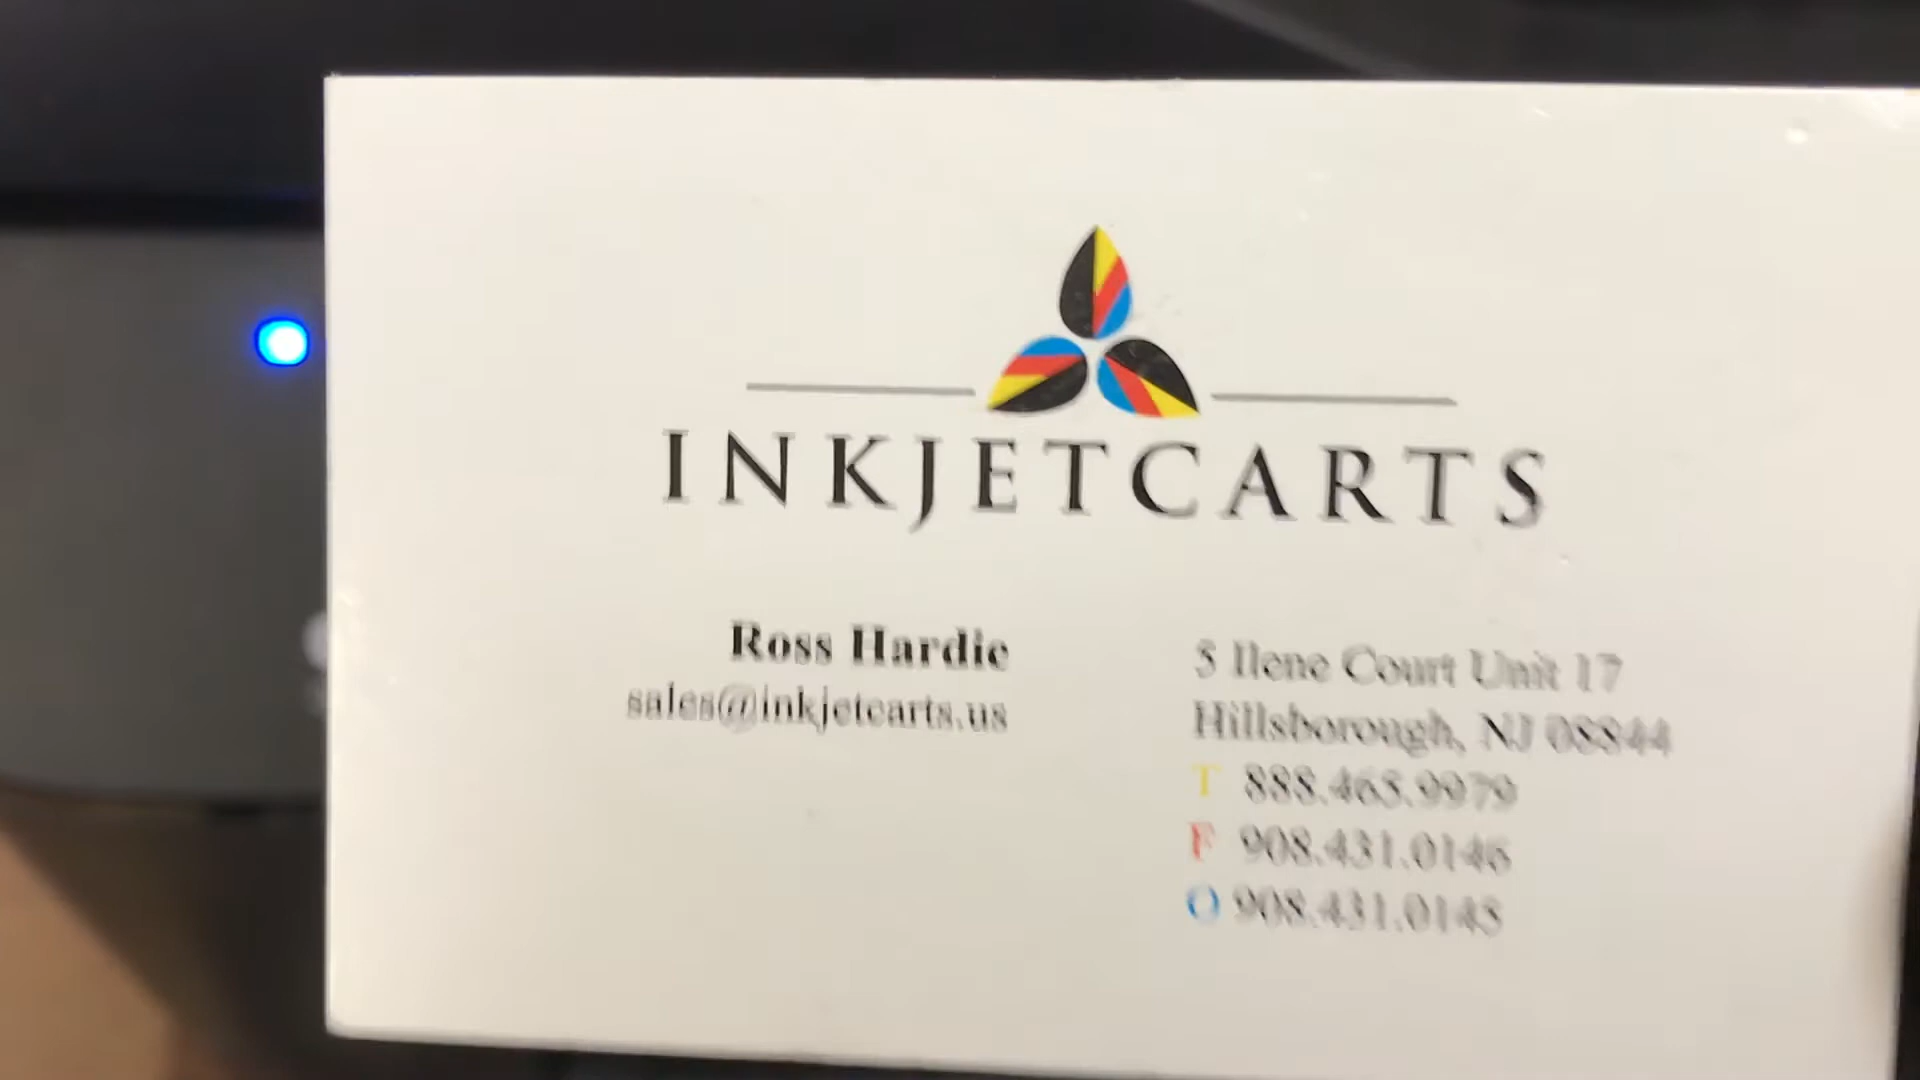 INKJETCARTS
Ross Hardie
sales@inkjetcarts.us
5 Ilene Court Unit 17
Hillsborough, NJ 08844
T 888.465.9979
F 908.431.0146
O 908.431.0145